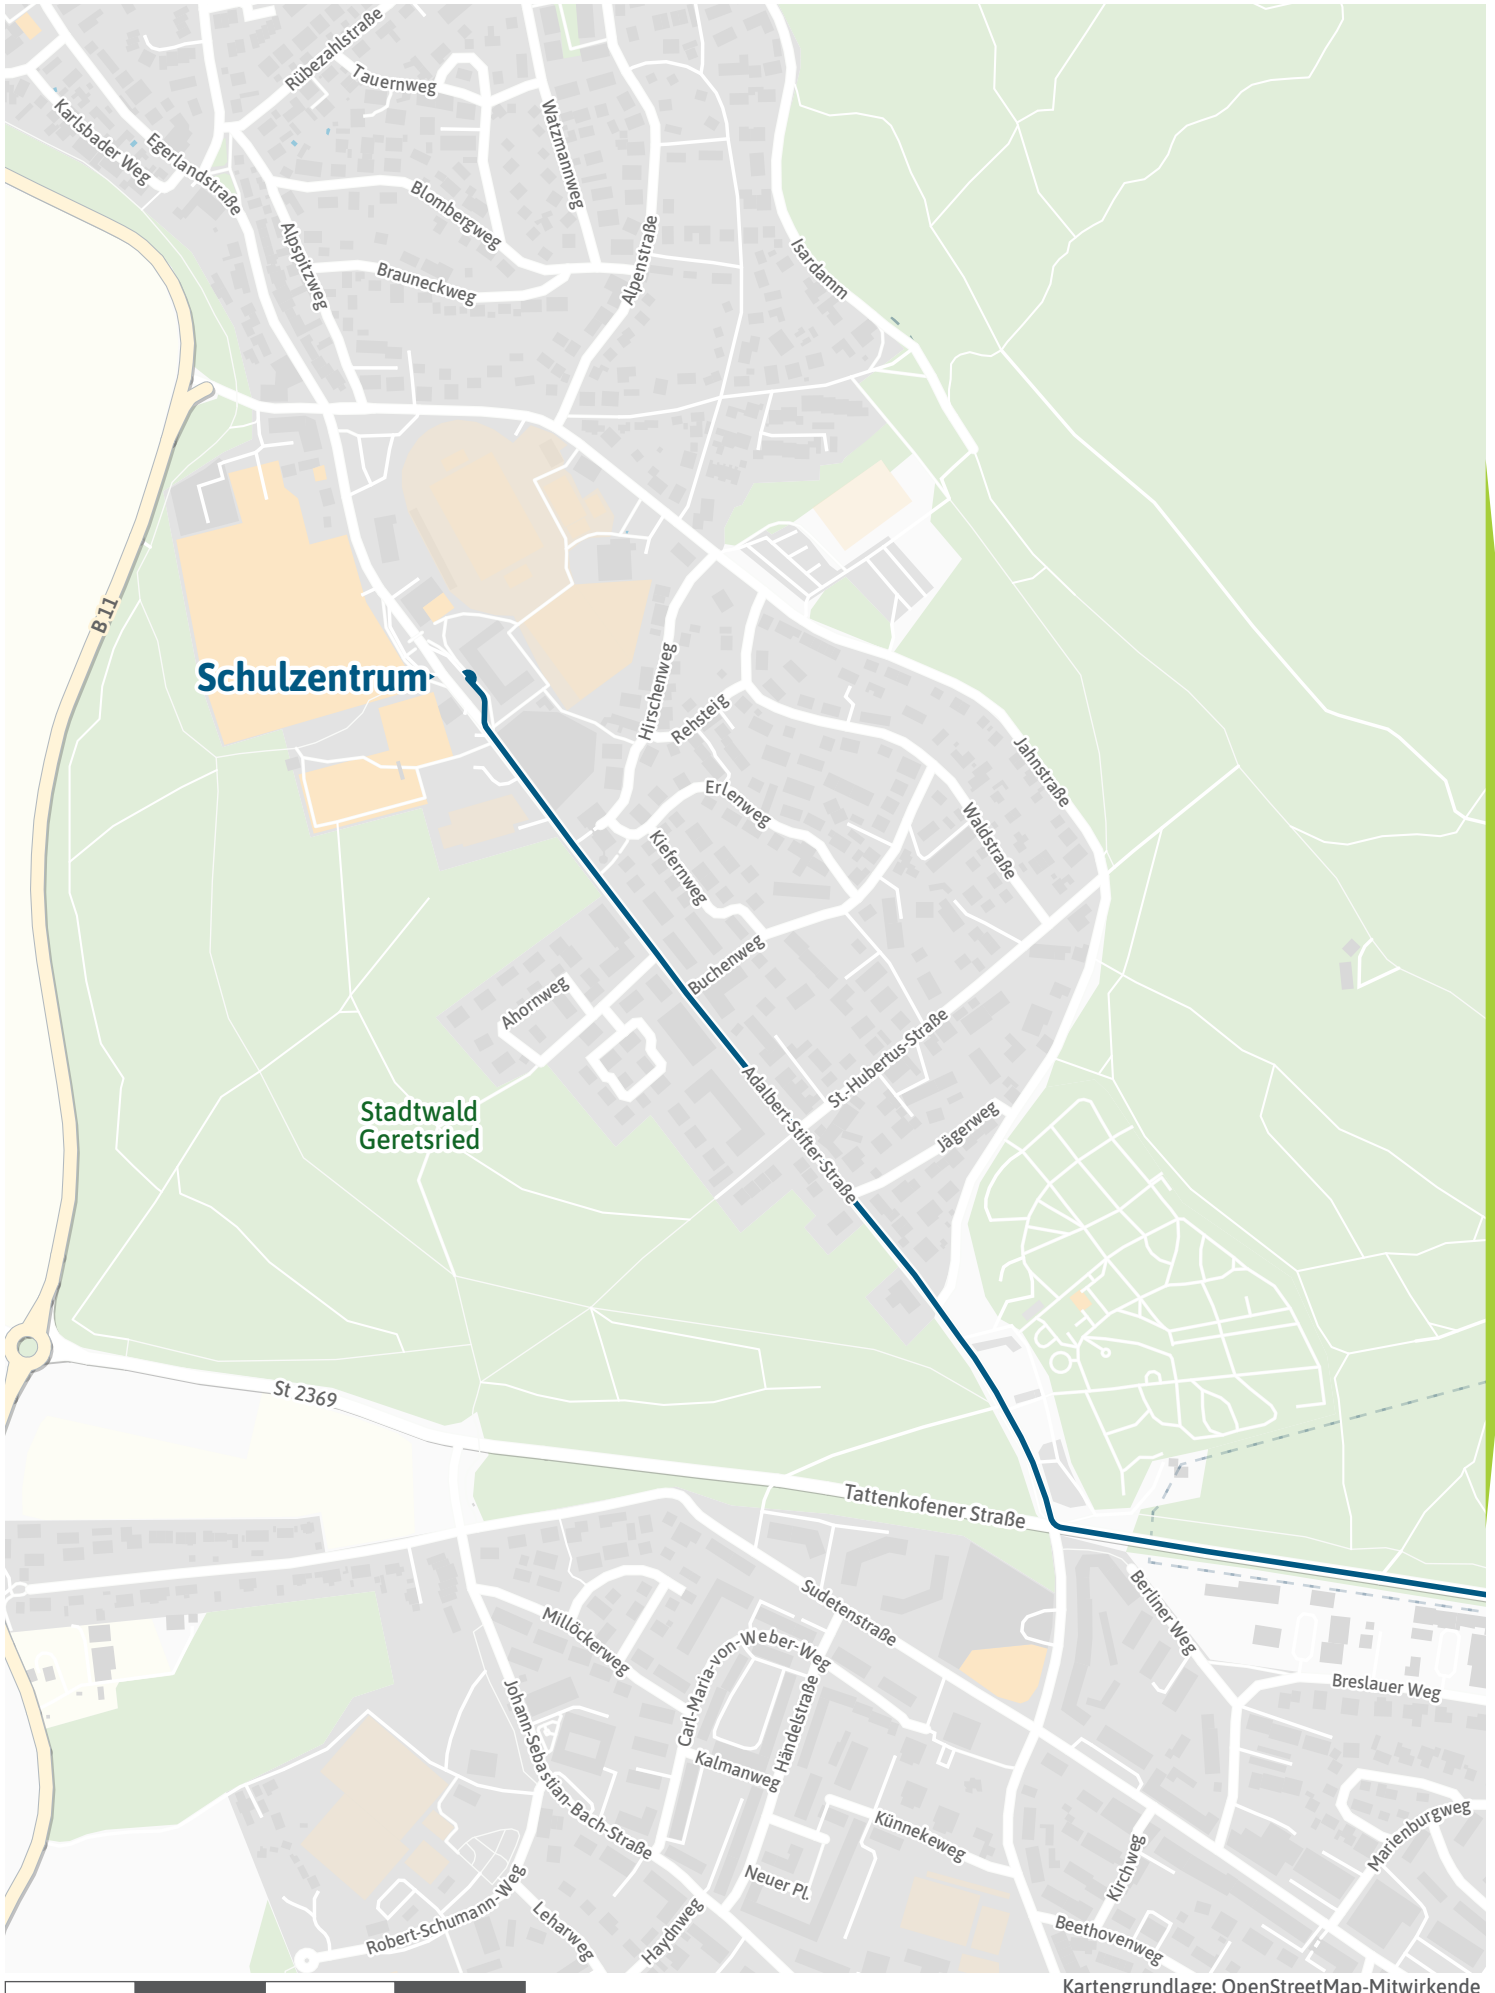 Rübezahlstraße
Tauernweg
Karlsbader Weg
Egerlandstraße
Watzmannweg
Blombergweg
Alpspitzweg
Brauneckweg
Alpenstraße
Isardamm
B 11
Schulzentrum
Hirschenweg
Rehsteig
Jahnstraße
Erlenweg
Waldstraße
Kiefernweg
Buchenweg
Ahornweg
St.-Hubertus-Straße
Adalbert-Stifter-Straße
Jägerweg
Stadtwald
Geretsried
St 2369
Tattenkofener Straße
Berliner Weg
Sudetenstraße
Millöckerweg
Carl-Maria-von-Weber-Weg
Händelstraße
Breslauer Weg
Johann-Sebastian-Bach-Straße
Kalmanweg
Künnekeweg
Marienburgweg
Kirchweg
Neuer Pl.
Robert-Schumann-Weg
Leharweg
Haydnweg
Beethovenweg
Kartengrundlage: OpenStreetMap-Mitwirkende